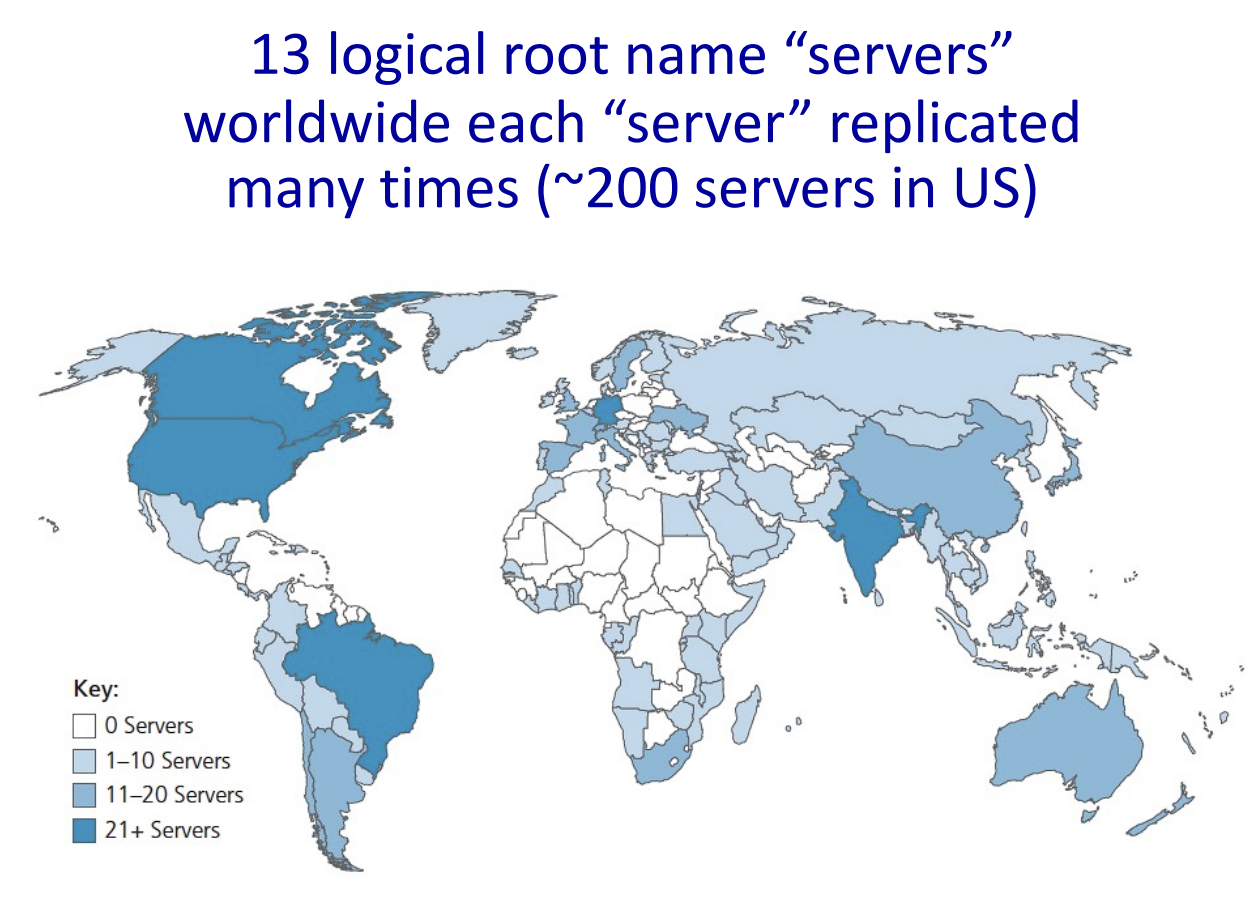 13 logical root name “servers”
worldwide each “server” replicated
many times (~200 servers in US)
Key:
0 Servers
1–10 Servers
11–20 Servers
21+ Servers